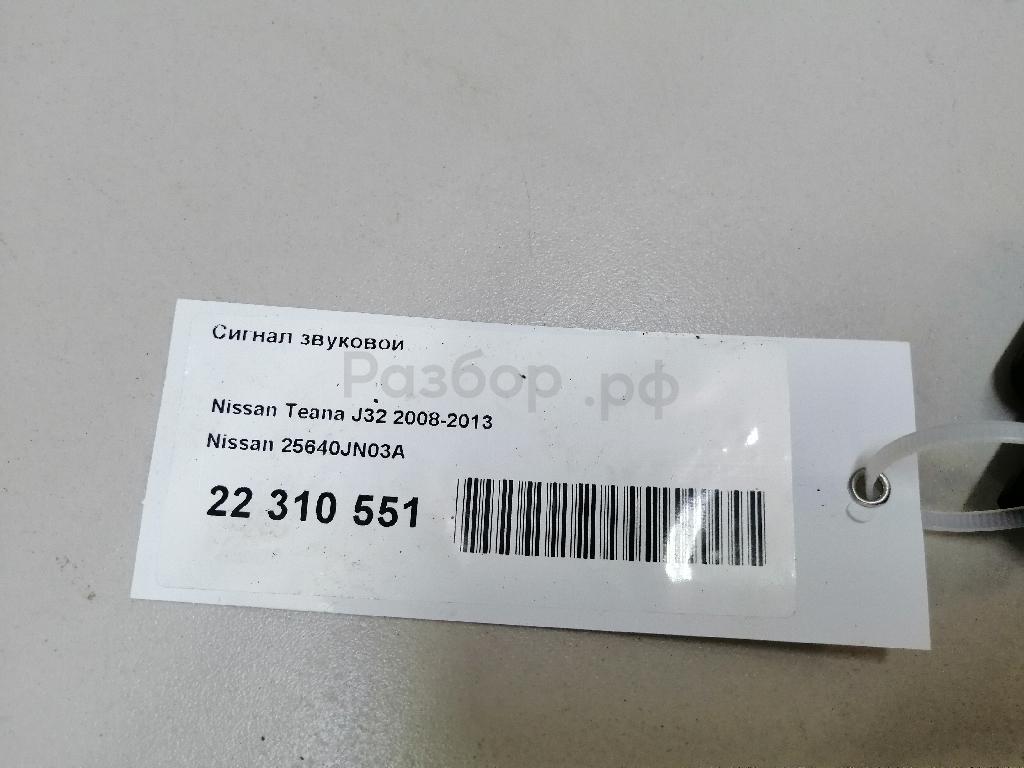 Сигнал звуковой
Разбор.рф
Nissan Teana J32 2008-2013
Nissan 25640JN03A
22 310 551